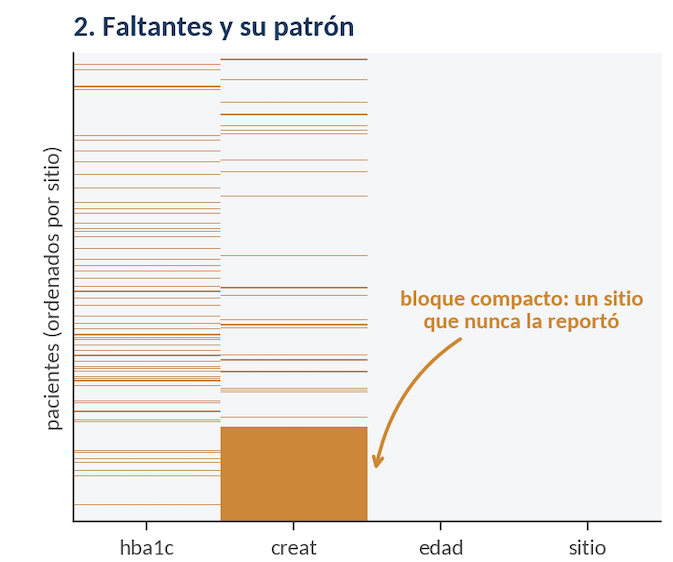 2. Faltantes y su patrón
pacientes (ordenados por sitio)
bloque compacto: un sitio
que nunca la reportó
hba1c
creat
edad
sitio